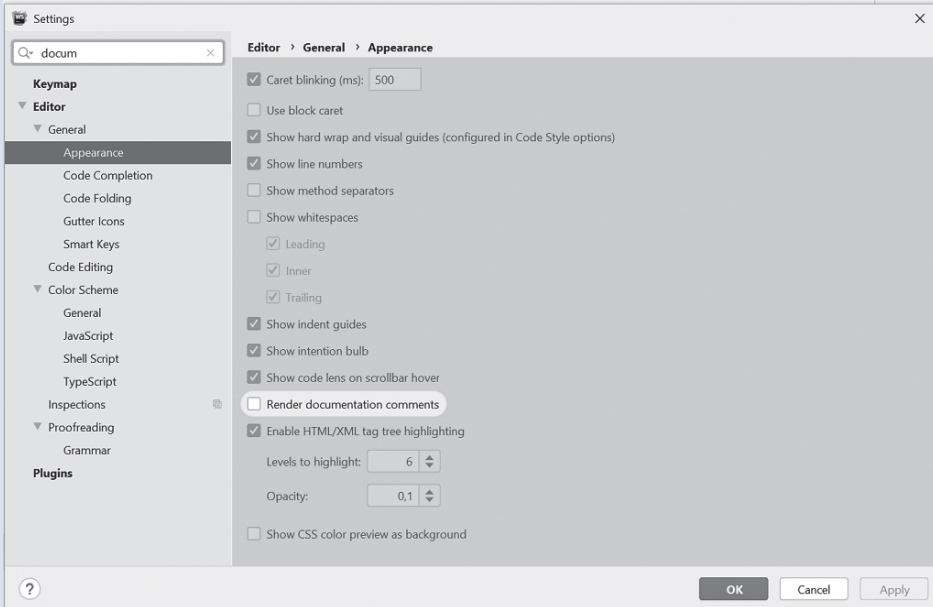 WS Settings
docum
Keymap
Editor
General
Appearance
Code Completion
Code Folding
Gutter Icons
Smart Keys
Code Editing
Color Scheme
General
JavaScript
Shell Script
TypeScript
Inspections
Proofreading
Grammar
Plugins
Editor › General › Appearance
Caret blinking (ms): 500
Use block caret
Show hard wrap and visual guides (configured in Code Style options)
Show line numbers
Show method separators
Show whitespaces
Leading
Inner
Trailing
Show indent guides
Show intention bulb
Show code lens on scrollbar hover
Render documentation comments
Enable HTML/XML tag tree highlighting
Levels to highlight: 6
Opacity: 0,1
Show CSS color preview as background
? OK Cancel Apply